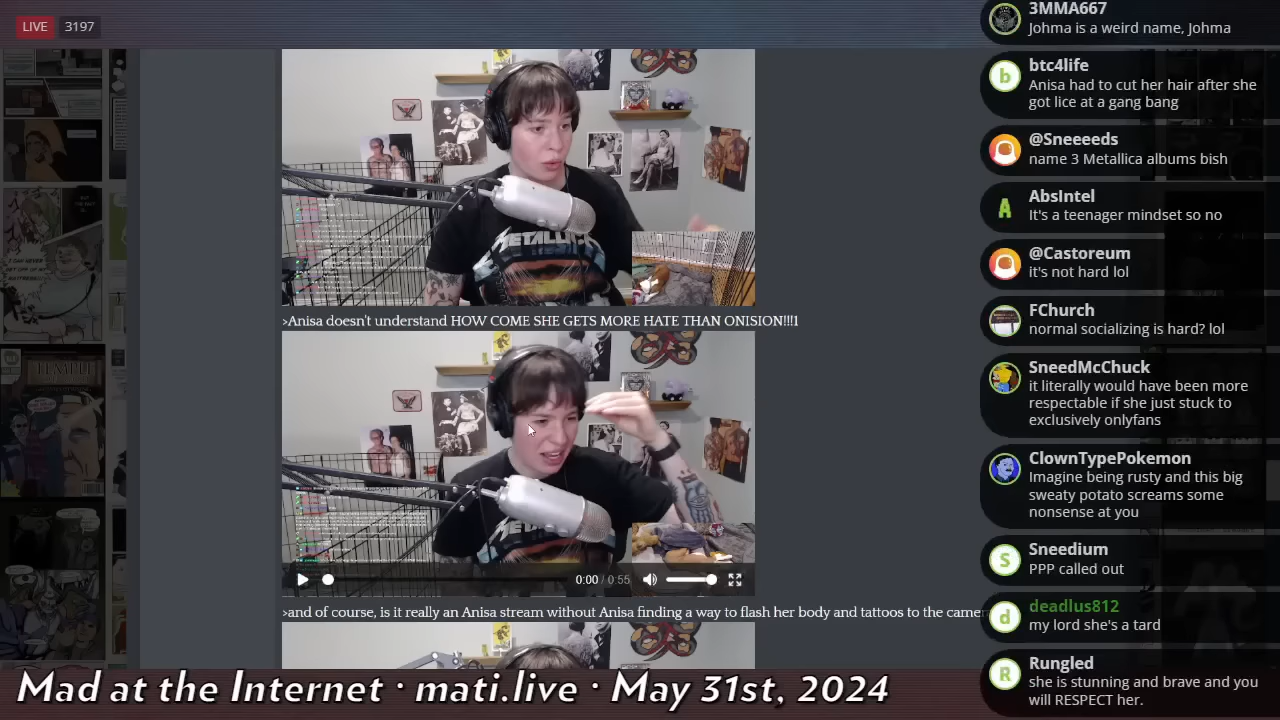 LIVE 3197
>Anisa doesn't understand HOW COME SHE GETS MORE HATE THAN ONISION!!!1
0:00 / 0:55
>and of course, is it really an Anisa stream without Anisa finding a way to flash her body and tattoos to the camer
METALLICA
3MMA667
Johma is a weird name, Johma
btc4life
Anisa had to cut her hair after she
got lice at a gang bang
@Sneeeeds
name 3 Metallica albums bish
AbsIntel
It's a teenager mindset so no
@Castoreum
it's not hard lol
FChurch
normal socializing is hard? lol
SneedMcChuck
it literally would have been more
respectable if she just stuck to
exclusively onlyfans
ClownTypePokemon
Imagine being rusty and this big
sweaty potato screams some
nonsense at you
Sneedium
PPP called out
deadlus812
my lord she's a tard
Rungled
she is stunning and brave and you
will RESPECT her.
Mad at the Internet · mati.live · May 31st, 2024